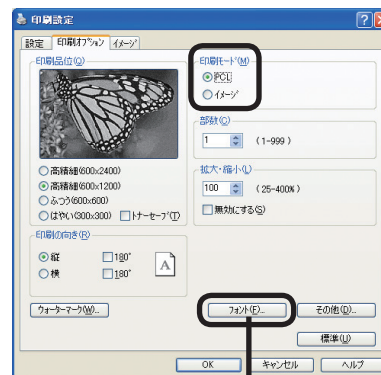 印刷設定
設定 印刷オプション イメージ
印刷品位(Q)
高精細(600x2400)
高精細(600x1200)
ふつう(600x600)
はやい(300x300) トナーセーブ(T)
印刷の向き(R)
縦 180°
横 180°
A
ウォーターマーク(W)...
印刷モード(M)
PCL
イメージ
部数(C)
1 (1-999)
拡大・縮小(L)
100 (25-400%)
無効にする(S)
フォント(F)... その他(D)...
標準(U)
OK キャンセル ヘルプ